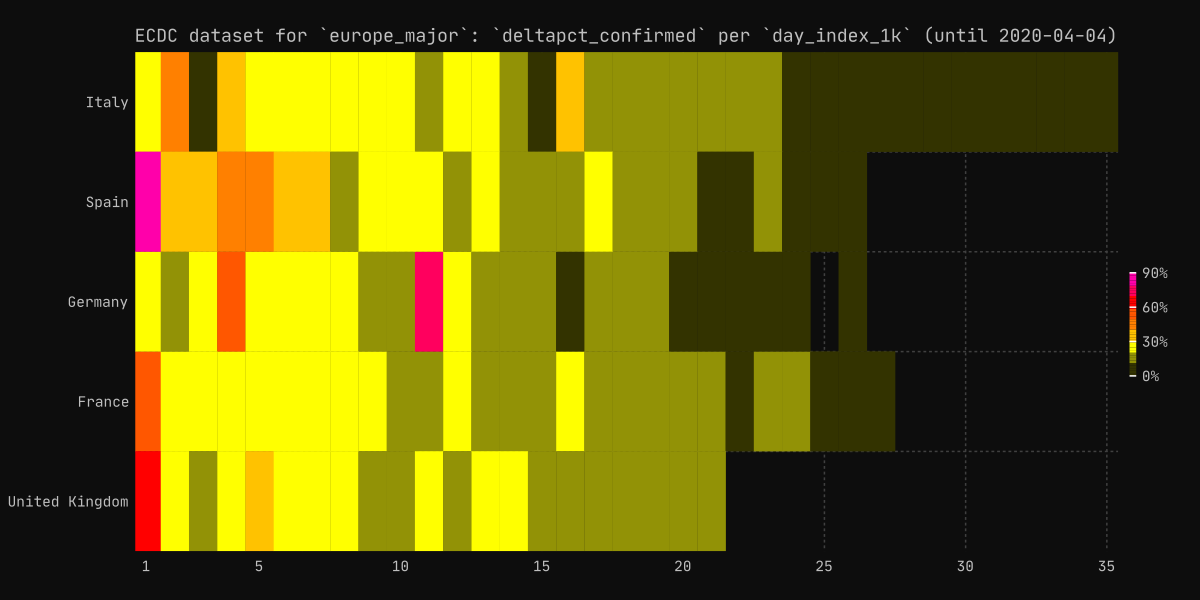 ECDC dataset for `europe_major`: `deltapct_confirmed` per `day_index_1k` (until 2020-04-04)
Italy
Spain
Germany
France
United Kingdom
90%
60%
30%
0%
1 5 10 15 20 25 30 35